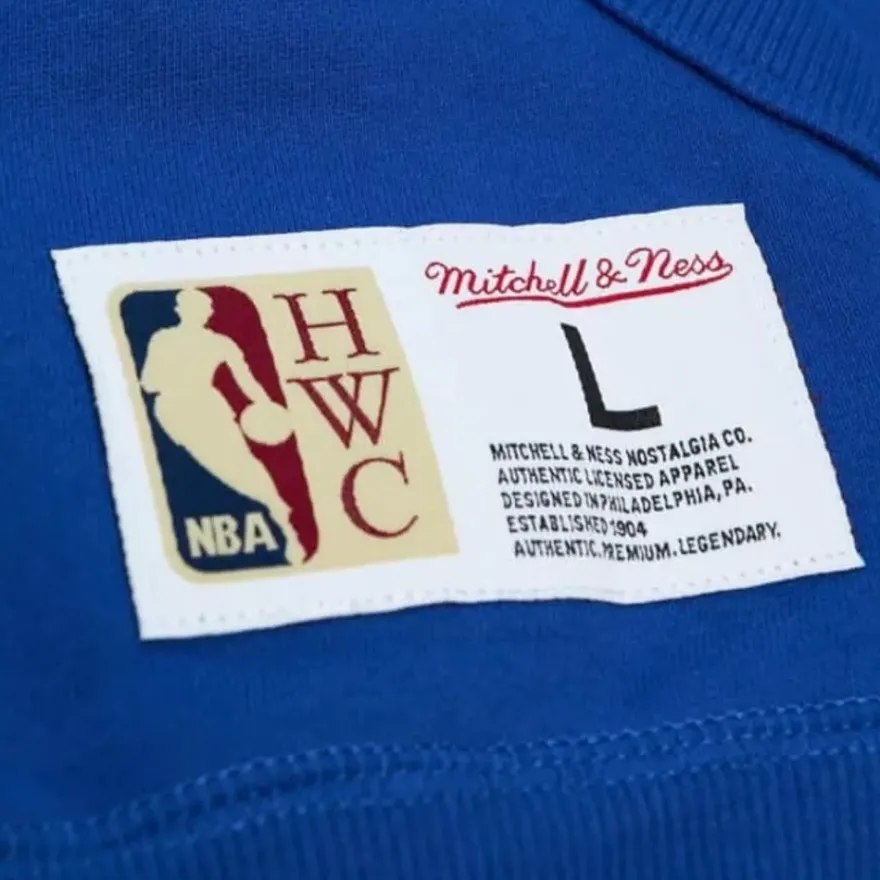 NBA
H
W
C
Mitchell & Ness
L
MITCHELL & NESS NOSTALGIA CO.
AUTHENTIC LICENSED APPAREL
DESIGNED IN PHILADELPHIA, PA.
ESTABLISHED 1904
AUTHENTIC. PREMIUM. LEGENDARY.